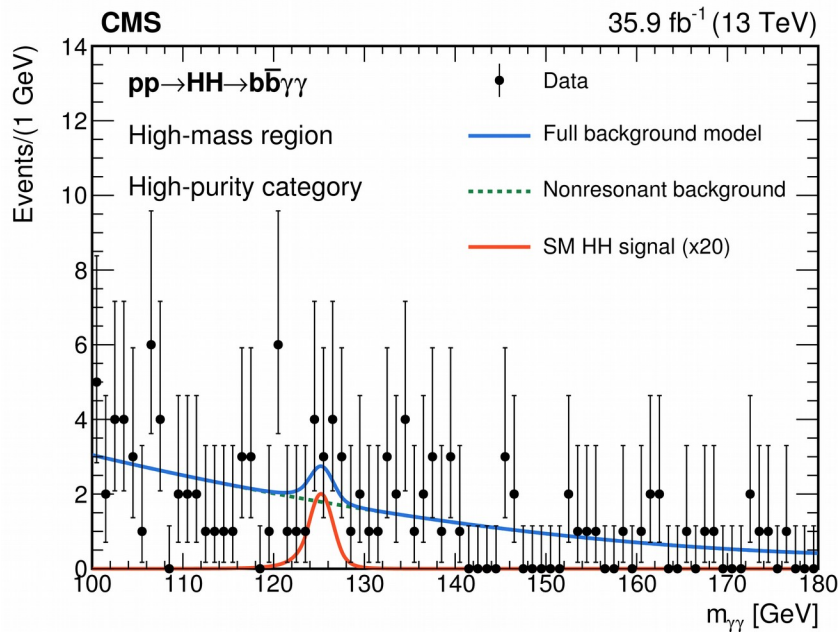 CMS 35.9 fb⁻¹ (13 TeV)
Events/(1 GeV)
14
12
10
8
6
4
2
0
pp→HH→bb̅γγ
High-mass region
High-purity category
Data
Full background model
Nonresonant background
SM HH signal (x20)
100 110 120 130 140 150 160 170 180
m_γγ [GeV]